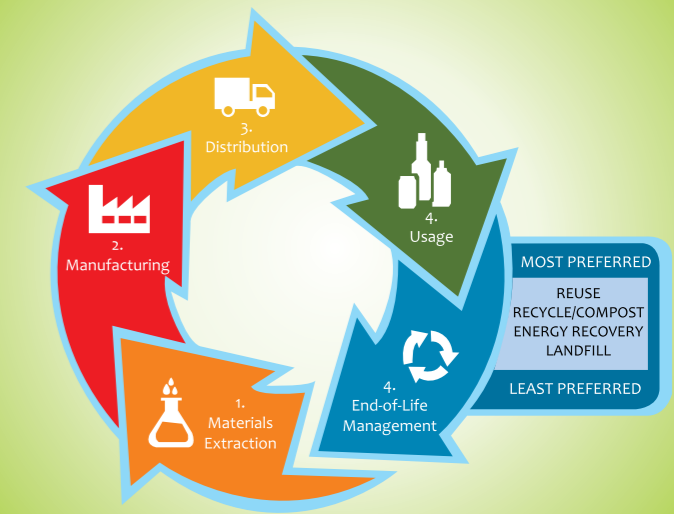 1.
Materials
Extraction
2.
Manufacturing
3.
Distribution
4.
Usage
4.
End-of-Life
Management
MOST PREFERRED
REUSE
RECYCLE/COMPOST
ENERGY RECOVERY
LANDFILL
LEAST PREFERRED